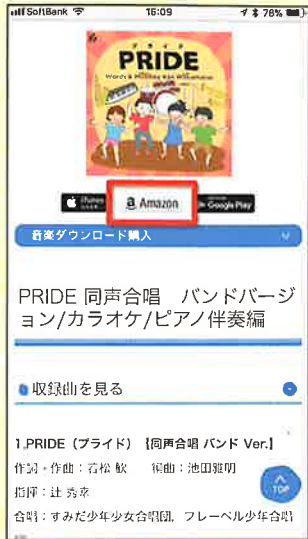 SoftBank 16:09 76%
プライド
PRIDE
Words & Music by Kan Wakamatsu
iTunes
Amazon
Google Play
音楽ダウンロード購入
PRIDE 同声合唱 バンドバージ
ョン/カラオケ/ピアノ伴奏編
収録曲を見る
1.PRIDE（プライド）【同声合唱 バンド Ver.】
作詞・作曲：若松 歓 編曲：池田雅明
指揮：辻 秀幸
TOP
合唱：すみだ少年少女合唱団，フレーベル少年合唱